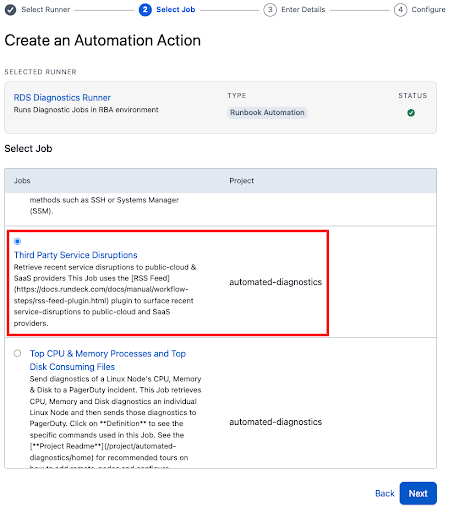 Select Runner
2 Select Job
3 Enter Details
4 Configure
Create an Automation Action
SELECTED RUNNER
RDS Diagnostics Runner
Runs Diagnostic Jobs in RBA environment
TYPE
Runbook Automation
STATUS
Select Job
Jobs Project
methods such as SSH or Systems Manager
(SSM).
Third Party Service Disruptions
Retrieve recent service disruptions to public-cloud &
SaaS providers This Job uses the [RSS Feed]
(https://docs.rundeck.com/docs/manual/workflow-
steps/rss-feed-plugin.html) plugin to surface recent
service-disruptions to public-cloud and SaaS
providers.
automated-diagnostics
Top CPU & Memory Processes and Top
Disk Consuming Files
Send diagnostics of a Linux Node's CPU, Memory
& Disk to a PagerDuty incident. This Job retrieves
CPU, Memory and Disk diagnostics an individual
Linux Node and then sends those diagnostics to
PagerDuty. Click on **Definition** to see the
specific commands used in this Job. See the
[**Project Readme**](/project/automated-
diagnostics/home) for recommended tours on
how to add remote nodes and configure
automated-diagnostics
Back Next